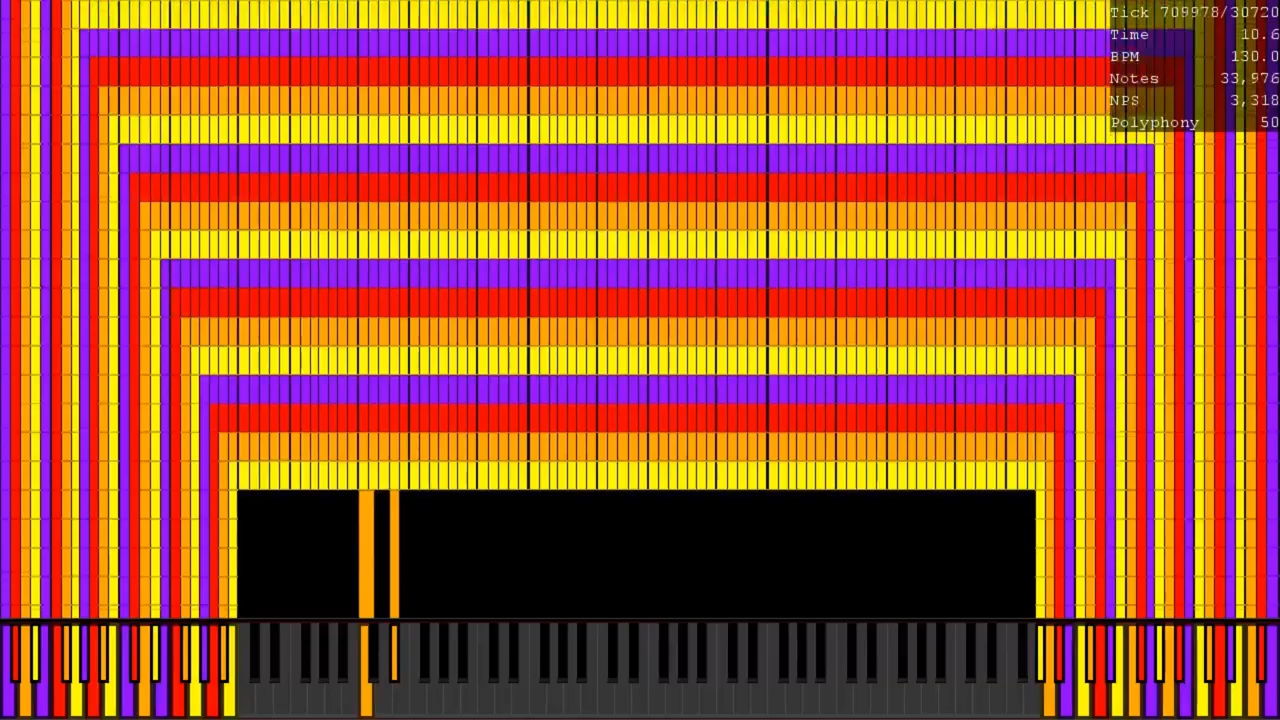 Tick 709978/30720
Time 10.6
BPM 130.0
Notes 33,976
NPS 3,318
Polyphony 50